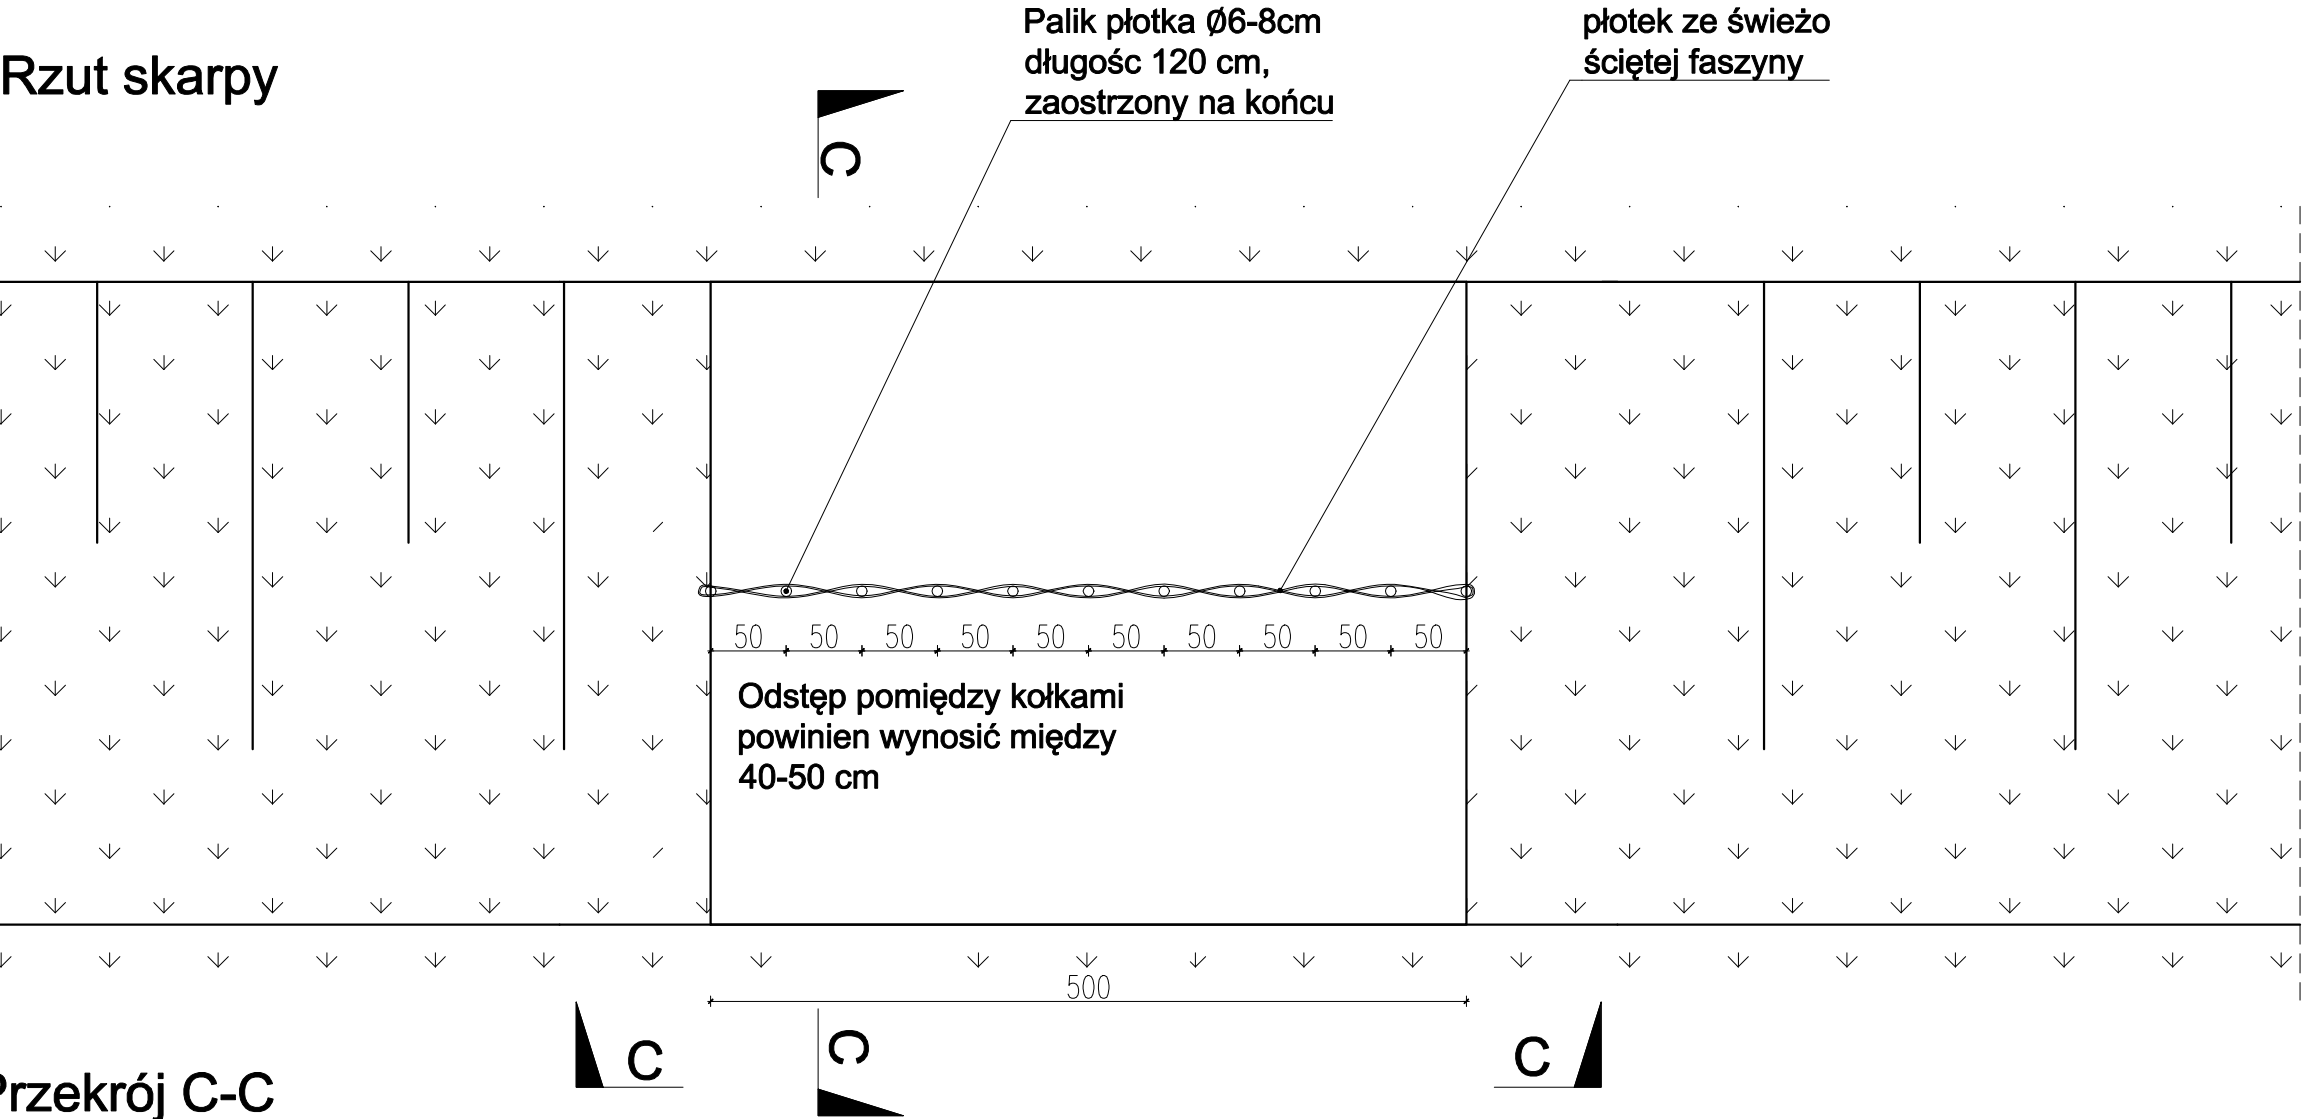 Rzut skarpy
Palik płotka Ø6-8cm
długośc 120 cm,
zaostrzony na końcu
płotek ze świeżo
ściętej faszyny
C
50 50 50 50 50 50 50 50 50 50
Odstęp pomiędzy kołkami
powinien wynosić między
40-50 cm
500
C
C
C
Przekrój C-C